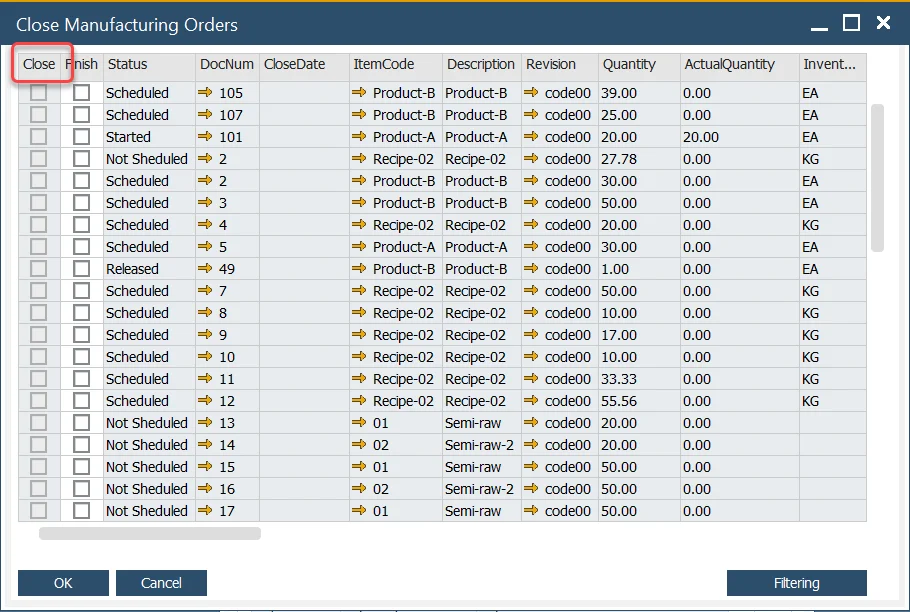 Close Manufacturing Orders
Close Finish Status DocNum CloseDate ItemCode Description Revision Quantity ActualQuantity Invent...
Scheduled 105 Product-B Product-B code00 39.00 0.00 EA
Scheduled 107 Product-B Product-B code00 25.00 0.00 EA
Started 101 Product-A Product-A code00 20.00 20.00 EA
Not Sheduled 2 Recipe-02 Recipe-02 code00 27.78 0.00 KG
Scheduled 2 Product-B Product-B code00 30.00 0.00 EA
Scheduled 3 Product-B Product-B code00 50.00 0.00 EA
Scheduled 4 Recipe-02 Recipe-02 code00 20.00 0.00 KG
Scheduled 5 Product-A Product-A code00 30.00 0.00 EA
Released 49 Product-B Product-B code00 1.00 0.00 EA
Scheduled 7 Recipe-02 Recipe-02 code00 50.00 0.00 KG
Scheduled 8 Recipe-02 Recipe-02 code00 10.00 0.00 KG
Scheduled 9 Recipe-02 Recipe-02 code00 17.00 0.00 KG
Scheduled 10 Recipe-02 Recipe-02 code00 10.00 0.00 KG
Scheduled 11 Recipe-02 Recipe-02 code00 33.33 0.00 KG
Scheduled 12 Recipe-02 Recipe-02 code00 55.56 0.00 KG
Not Sheduled 13 01 Semi-raw code00 20.00 0.00
Not Sheduled 14 02 Semi-raw-2 code00 20.00 0.00
Not Sheduled 15 01 Semi-raw code00 50.00 0.00
Not Sheduled 16 02 Semi-raw-2 code00 50.00 0.00
Not Sheduled 17 01 Semi-raw code00 50.00 0.00
OK Cancel Filtering